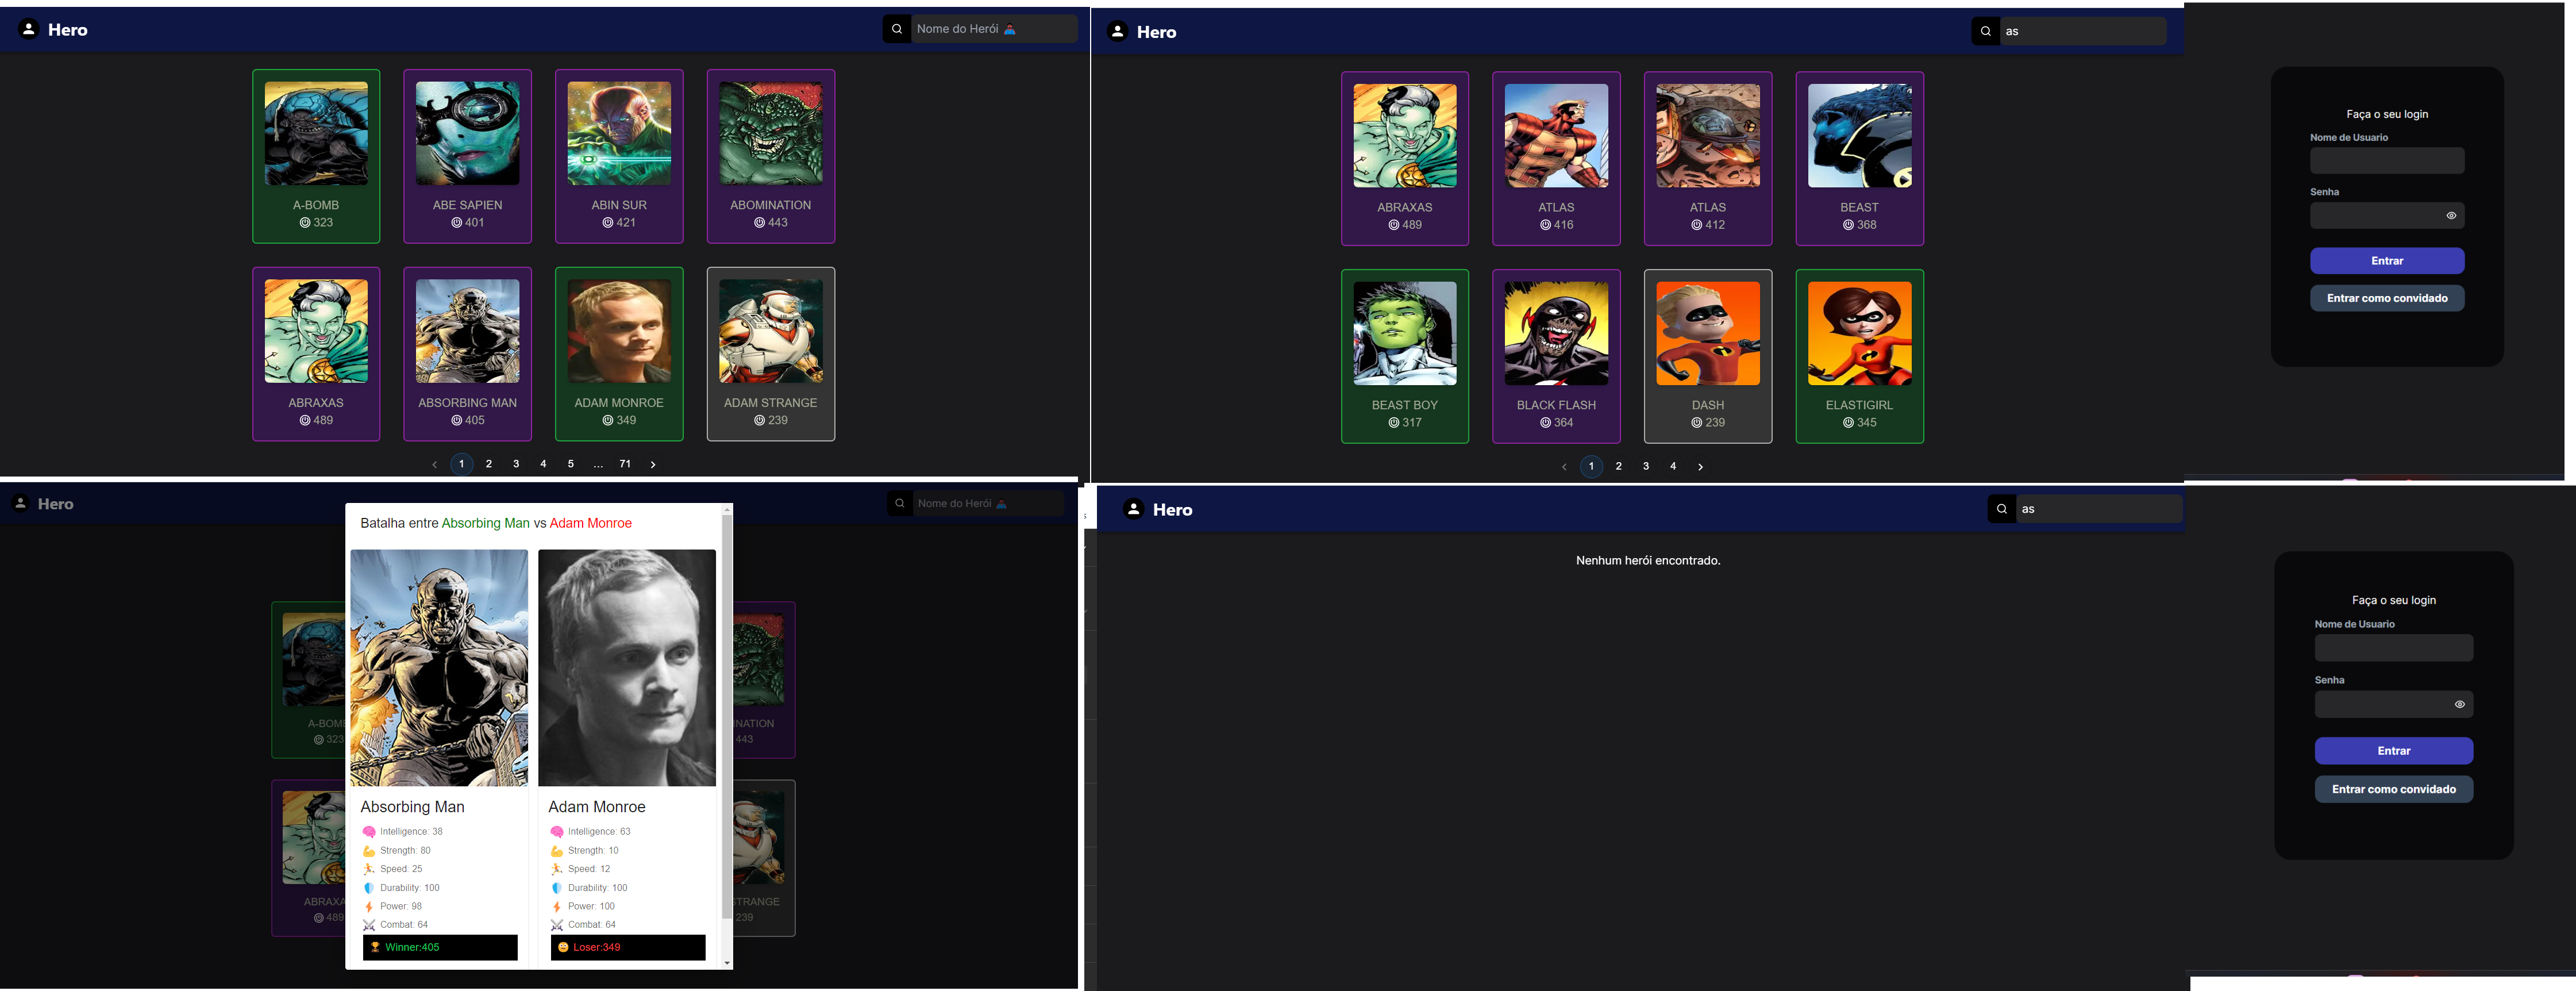 Hero
Nome do Herói
A-BOMB
323
ABE SAPIEN
401
ABIN SUR
421
ABOMINATION
443
ABRAXAS
489
ABSORBING MAN
405
ADAM MONROE
349
ADAM STRANGE
239
1 2 3 4 5 ... 71
Hero
as
ABRAXAS
489
ATLAS
416
ATLAS
412
BEAST
368
BEAST BOY
317
BLACK FLASH
364
DASH
239
ELASTIGIRL
345
1 2 3 4
Faça o seu login
Nome de Usuario
Senha
Entrar
Entrar como convidado
Hero
Nome do Herói
A-BOMB
323
INATION
443
ABRAXA
489
STRANGE
239
Batalha entre Absorbing Man vs Adam Monroe
Absorbing Man
Intelligence: 38
Strength: 80
Speed: 25
Durability: 100
Power: 98
Combat: 64
Winner:405
Adam Monroe
Intelligence: 63
Strength: 10
Speed: 12
Durability: 100
Power: 100
Combat: 64
Loser:349
Hero
as
Nenhum herói encontrado.
Faça o seu login
Nome de Usuario
Senha
Entrar
Entrar como convidado